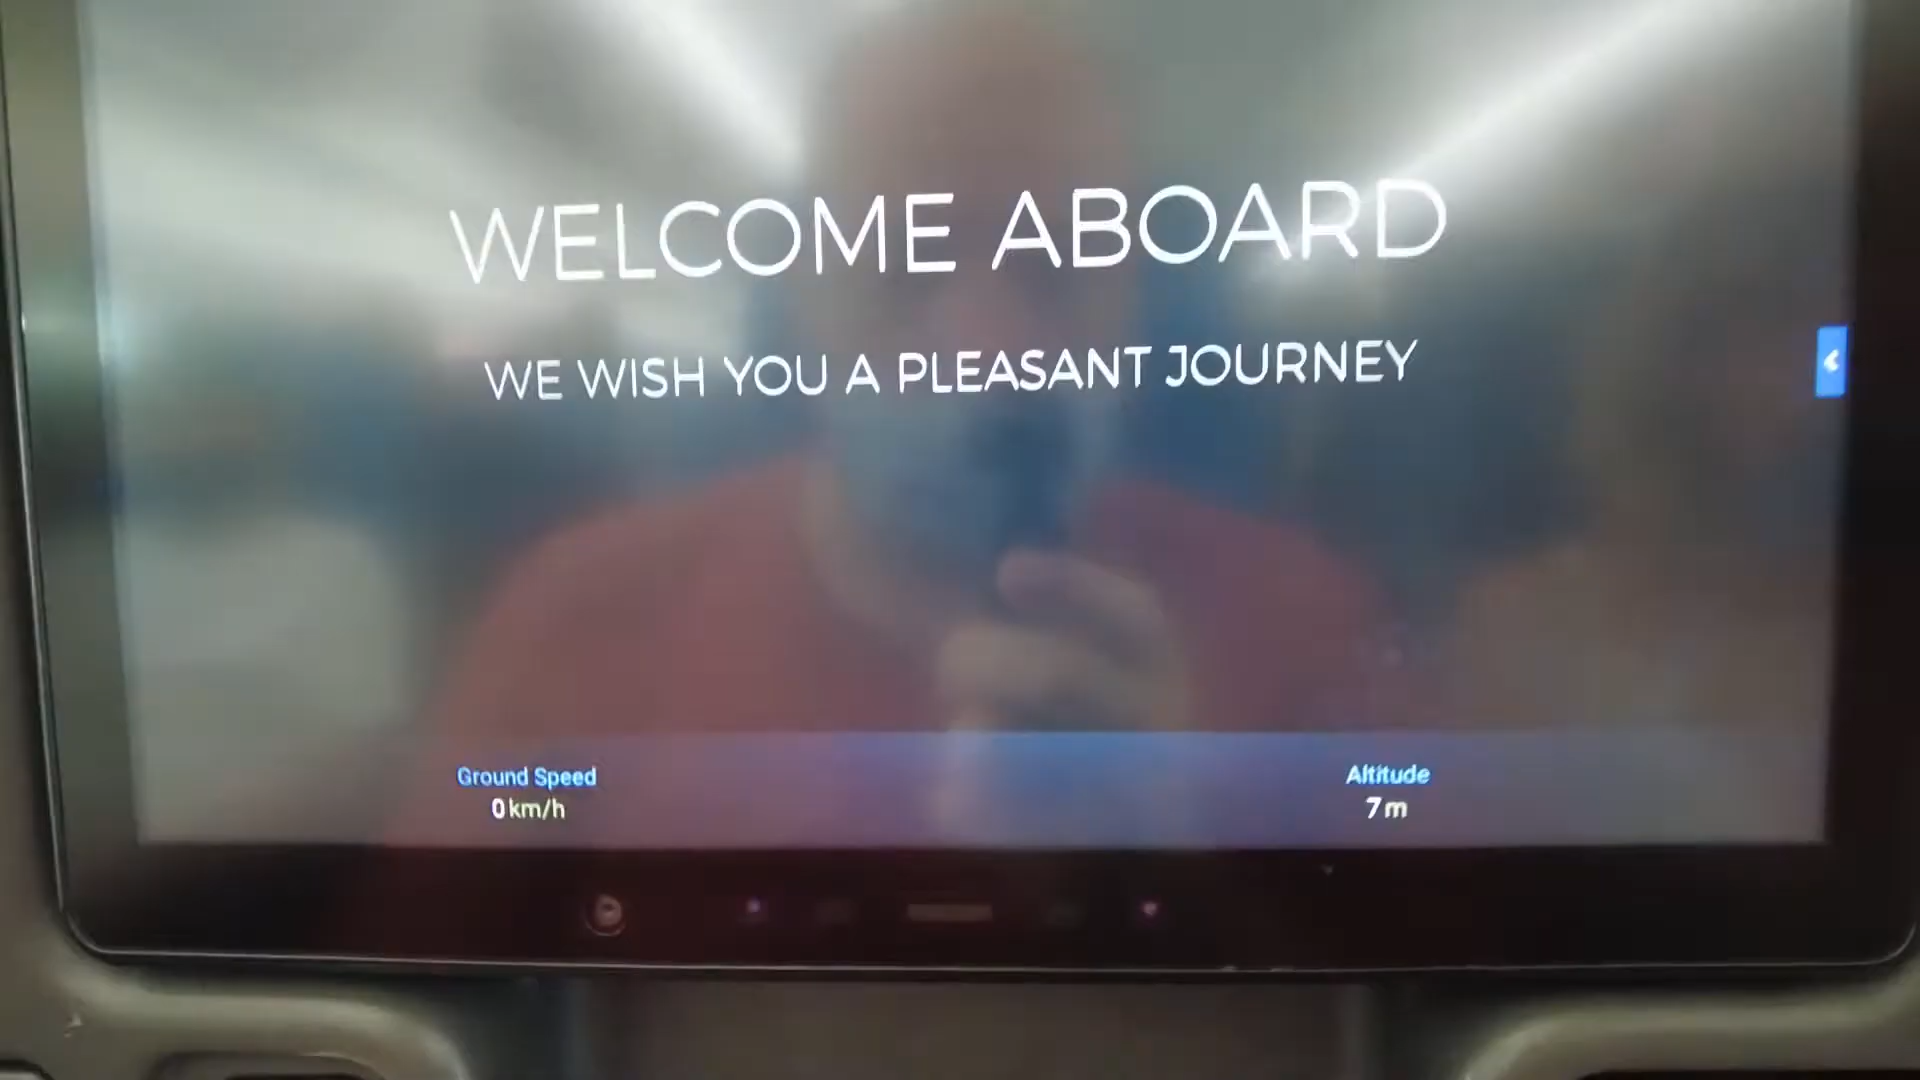 WELCOME ABOARD
WE WISH YOU A PLEASANT JOURNEY
Ground Speed
0 km/h
Altitude
7 m